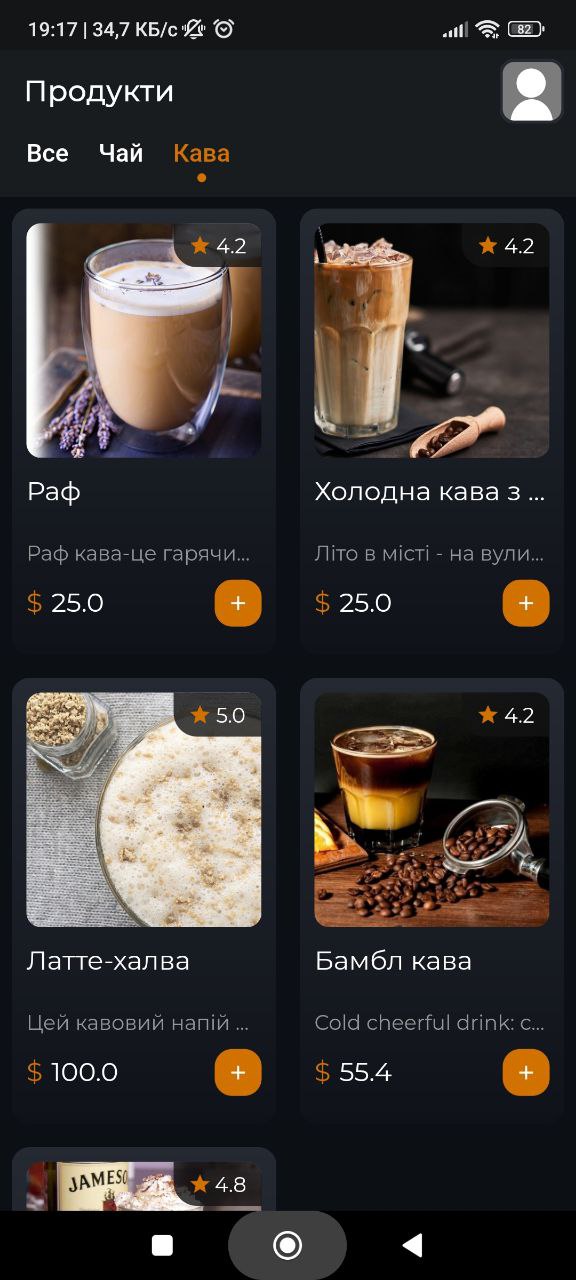 19:17 | 34,7 КБ/с 82
Продукти
Все Чай Кава
4.2
4.2
Раф
Холодна кава з ...
Раф кава-це гарячи...
Літо в місті - на вули...
$ 25.0 +
$ 25.0 +
5.0
4.2
Латте-халва
Бамбл кава
Цей кавовий напій ...
Cold cheerful drink: c...
$ 100.0 +
$ 55.4 +
JAMESO
4.8